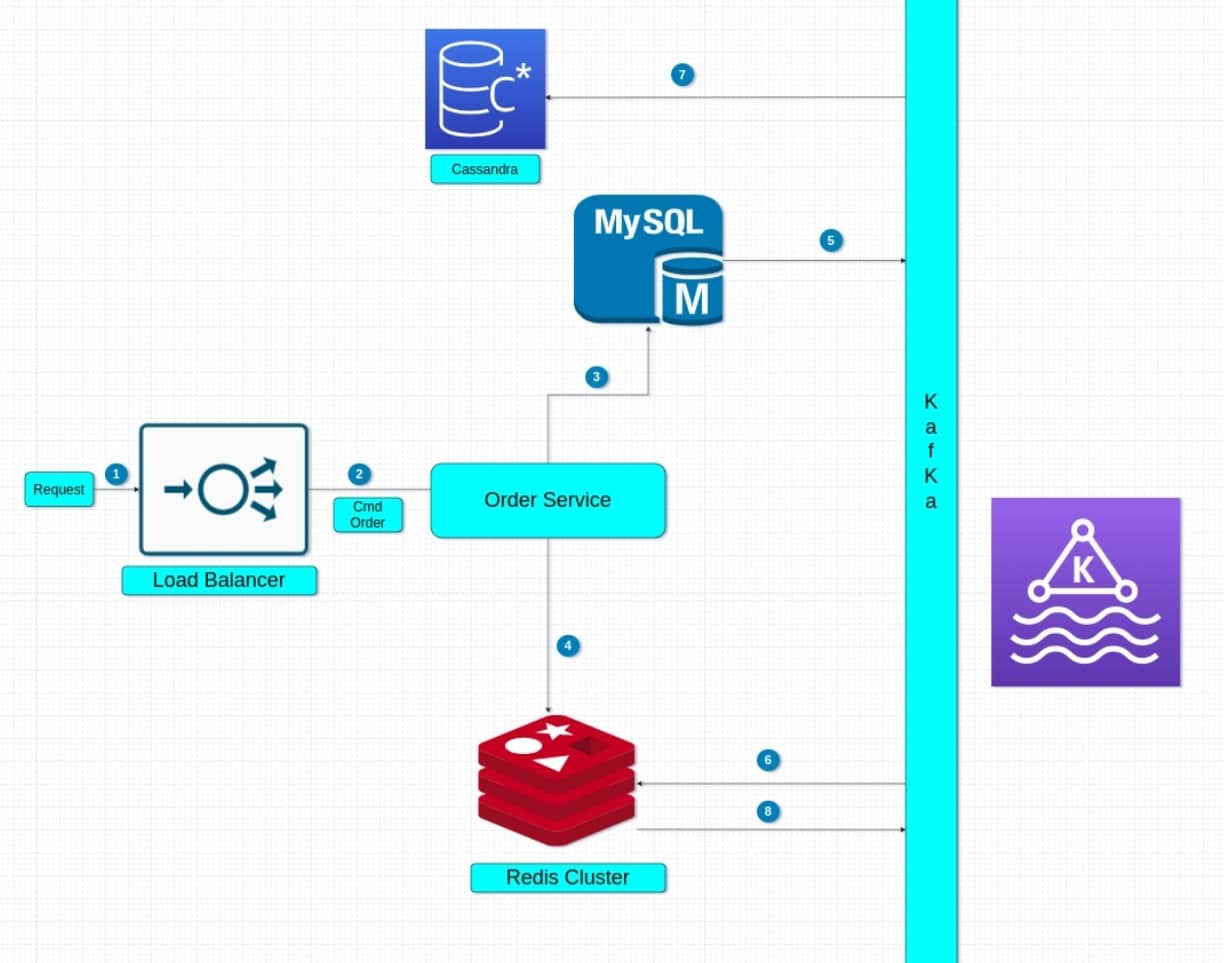 7
C*
Cassandra
MySQL
M
5
3
K
a
f
K
a
Request
1
2
Cmd
Order
Order Service
Load Balancer
K
4
6
8
Redis Cluster